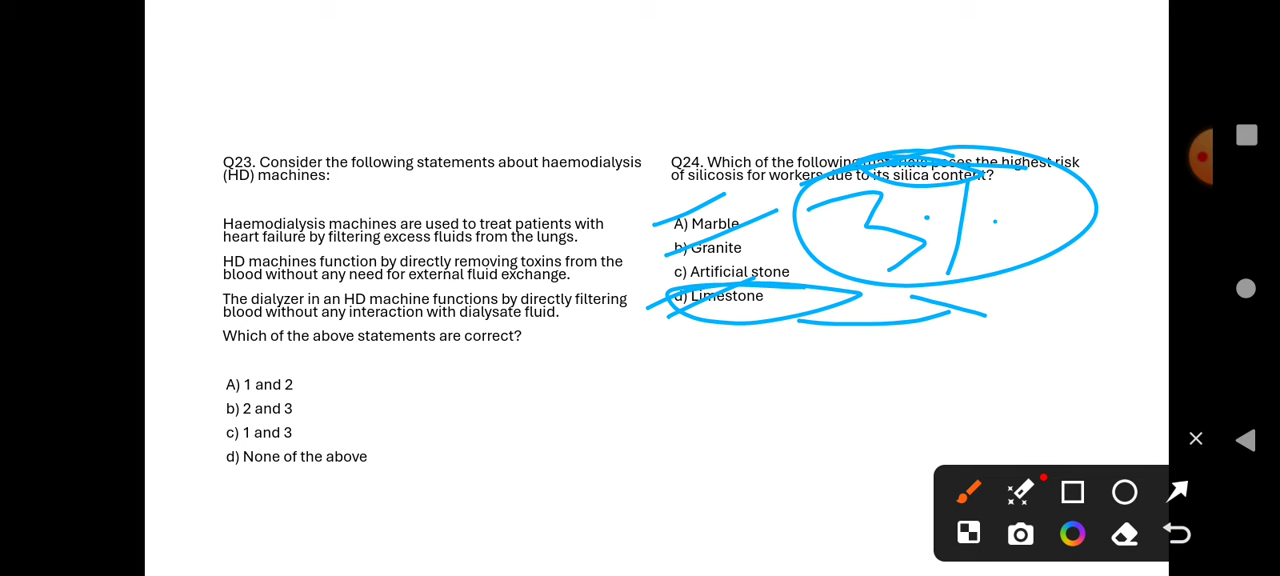 Q23. Consider the following statements about haemodialysis
(HD) machines:
Haemodialysis machines are used to treat patients with
heart failure by filtering excess fluids from the lungs.
HD machines function by directly removing toxins from the
blood without any need for external fluid exchange.
The dialyzer in an HD machine functions by directly filtering
blood without any interaction with dialysate fluid.
Which of the above statements are correct?
A) 1 and 2
b) 2 and 3
c) 1 and 3
d) None of the above
Q24. Which of the following materials poses the highest risk
of silicosis for workers due to its silica content?
A) Marble
b) Granite
c) Artificial stone
d) Limestone